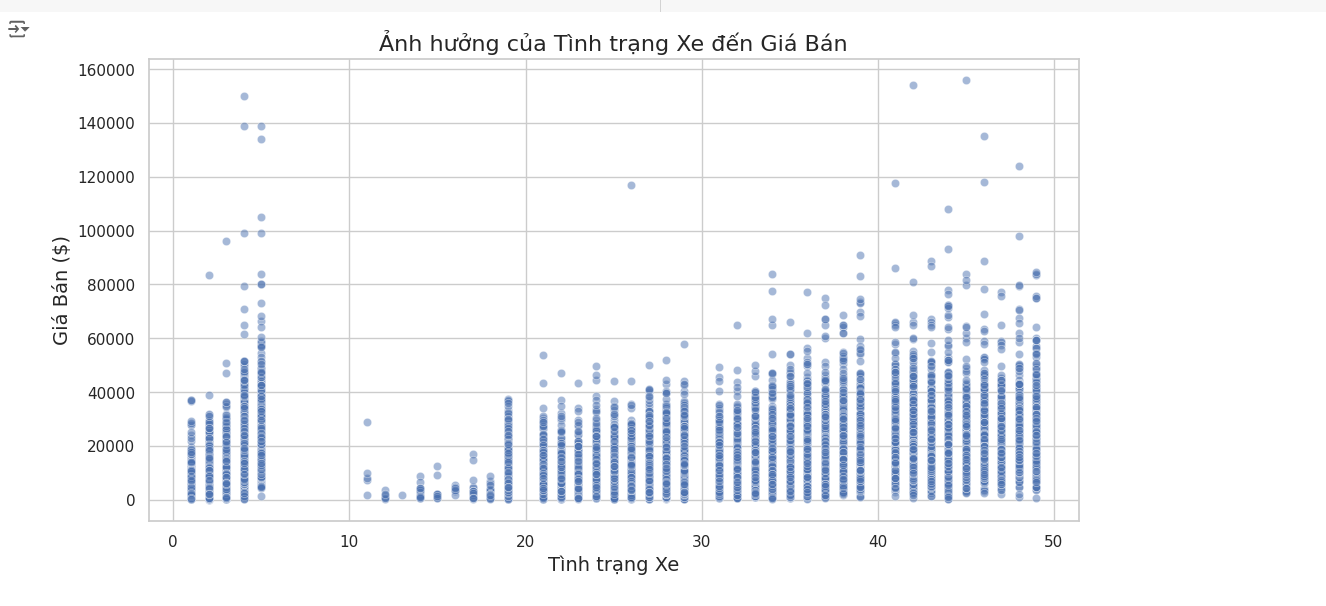 Ảnh hưởng của Tình trạng Xe đến Giá Bán
160000
140000
120000
100000
80000
60000
40000
20000
0
Giá Bán ($)
0 10 20 30 40 50
Tình trạng Xe